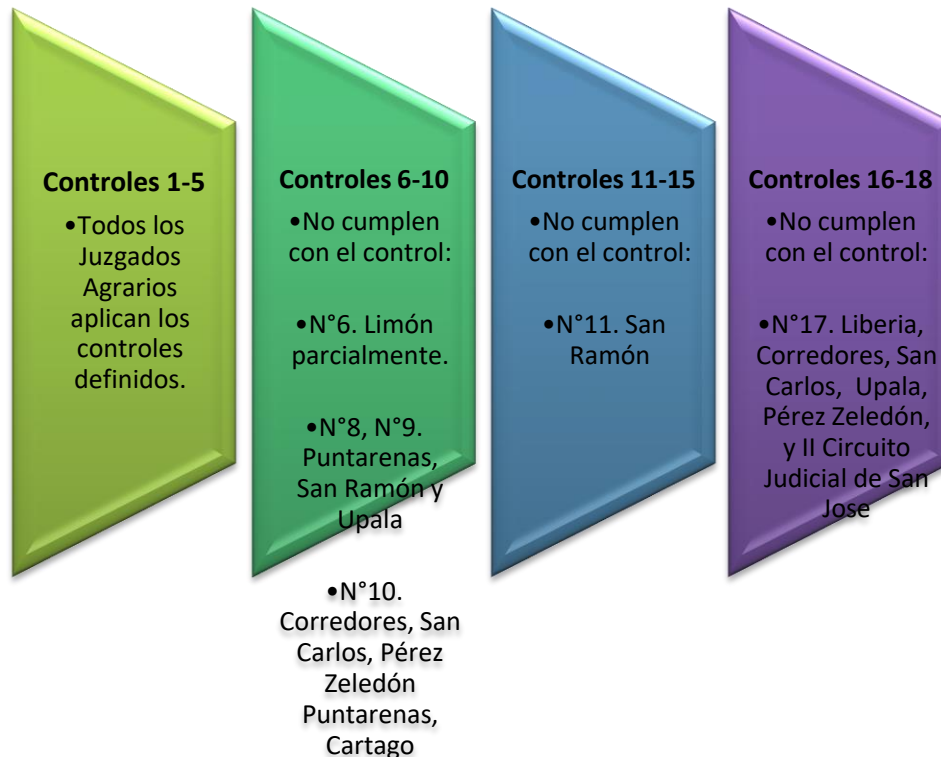 Controles 1-5
•Todos los
Juzgados
Agrarios
aplican los
controles
definidos.
Controles 6-10
•No cumplen
con el control:
•N°6. Limón
parcialmente.
•N°8, N°9.
Puntarenas,
San Ramón y
Upala
•N°10.
Corredores, San
Carlos, Pérez
Zeledón
Puntarenas,
Cartago
Controles 11-15
•No cumplen
con el control:
•N°11. San
Ramón
Controles 16-18
•No cumplen
con el control:
•N°17. Liberia,
Corredores, San
Carlos, Upala,
Pérez Zeledón,
y II Circuito
Judicial de San
Jose